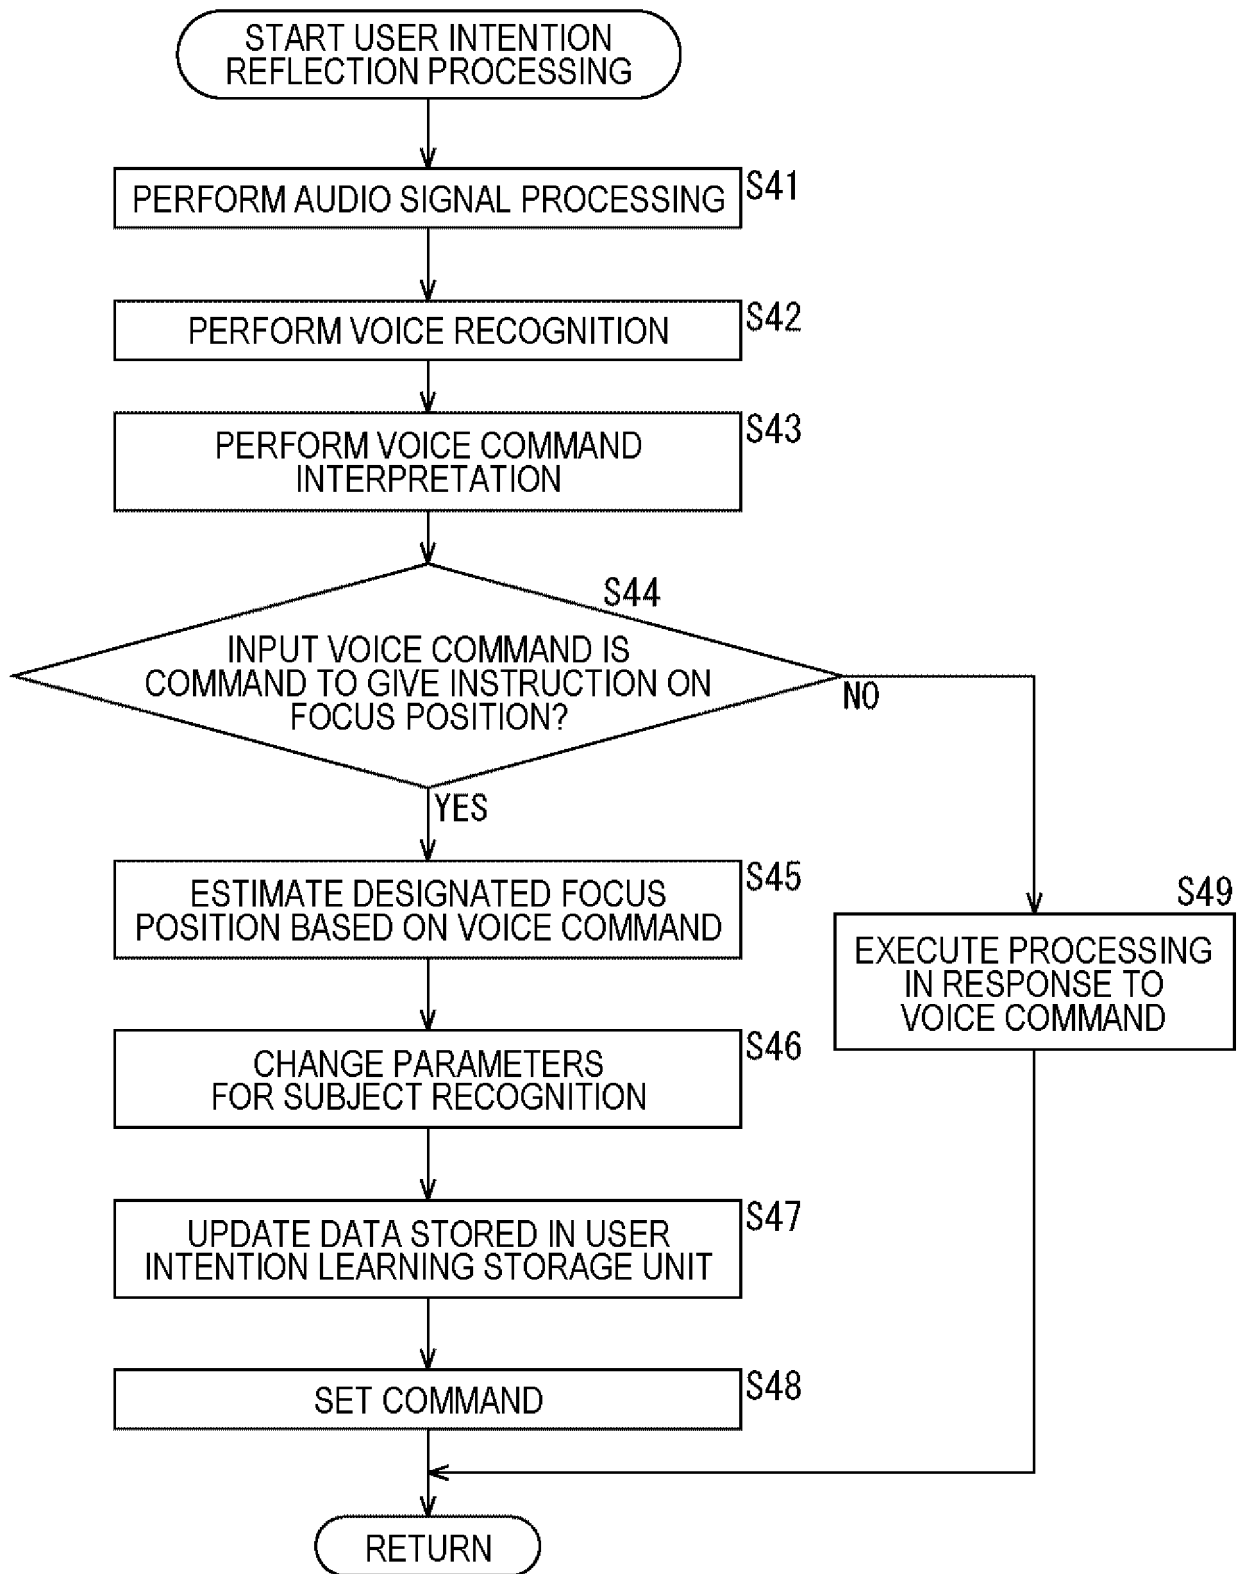 START USER INTENTION
REFLECTION PROCESSING
PERFORM AUDIO SIGNAL PROCESSING
S41
PERFORM VOICE RECOGNITION
S42
PERFORM VOICE COMMAND
INTERPRETATION
S43
S44
INPUT VOICE COMMAND IS
COMMAND TO GIVE INSTRUCTION ON
FOCUS POSITION?
NO
YES
ESTIMATE DESIGNATED FOCUS
POSITION BASED ON VOICE COMMAND
S45
S49
EXECUTE PROCESSING
IN RESPONSE TO
VOICE COMMAND
CHANGE PARAMETERS
FOR SUBJECT RECOGNITION
S46
UPDATE DATA STORED IN USER
INTENTION LEARNING STORAGE UNIT
S47
SET COMMAND
S48
RETURN